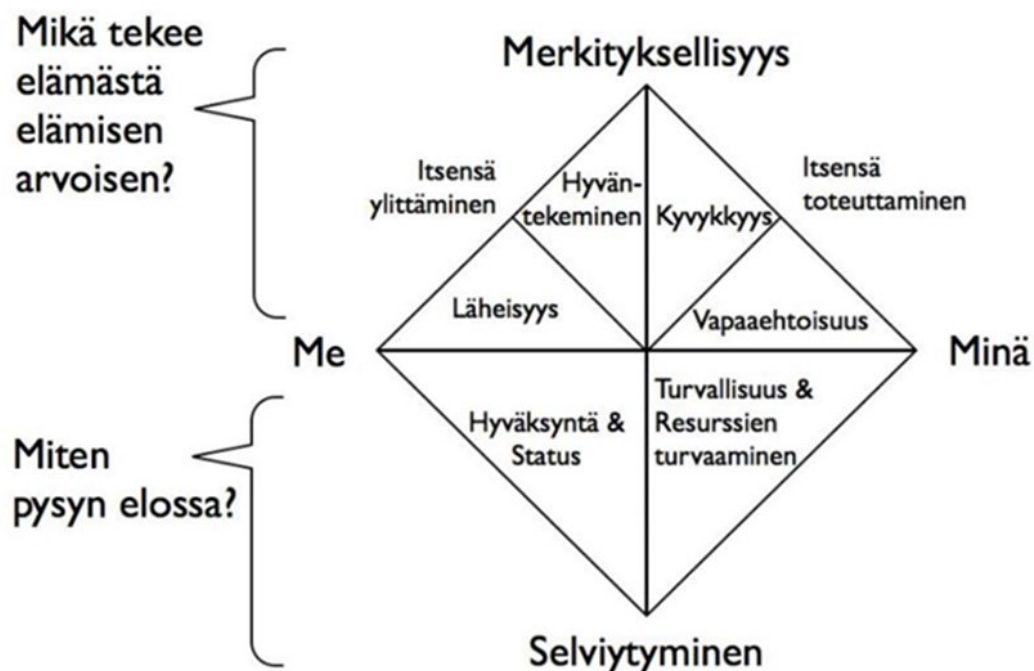 Mikä tekee
elämästä
elämisen
arvoisen?
Merkityksellisyys
Itsensä
ylittäminen
Hyvän-
tekeminen
Kyvykkyys
Itsensä
toteuttaminen
Läheisyys
Vapaaehtoisuus
Me
Minä
Miten
pysyn elossa?
Hyväksyntä &
Status
Turvallisuus &
Resurssien
turvaaminen
Selviytyminen